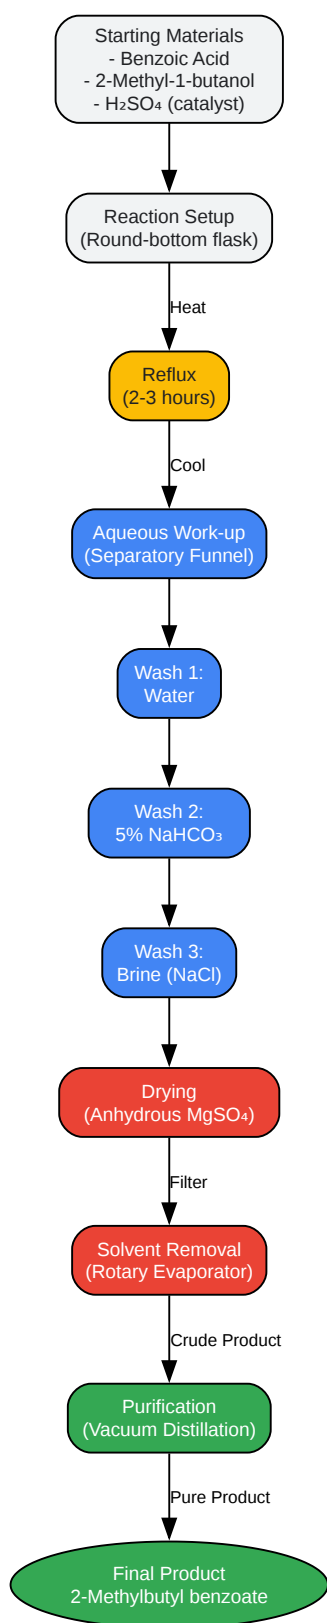 Starting Materials
- Benzoic Acid
- 2-Methyl-1-butanol
- H₂SO₄ (catalyst)
Reaction Setup
(Round-bottom flask)
Heat
Reflux
(2-3 hours)
Cool
Aqueous Work-up
(Separatory Funnel)
Wash 1:
Water
Wash 2:
5% NaHCO₃
Wash 3:
Brine (NaCl)
Drying
(Anhydrous MgSO₄)
Filter
Solvent Removal
(Rotary Evaporator)
Crude Product
Purification
(Vacuum Distillation)
Pure Product
Final Product
2-Methylbutyl benzoate